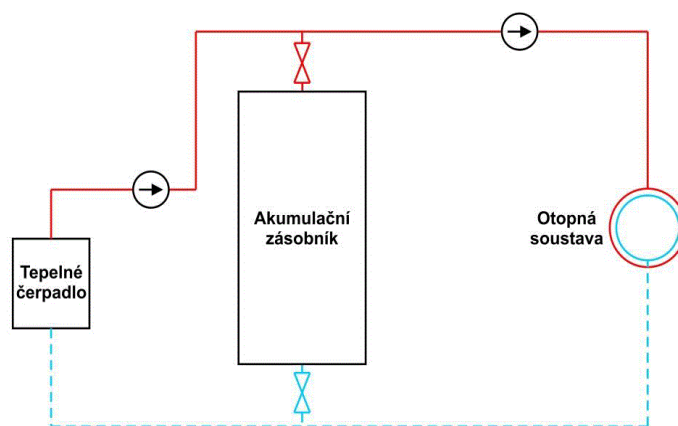 Akumulační
zásobník
Otopná
soustava
Tepelné
čerpadlo